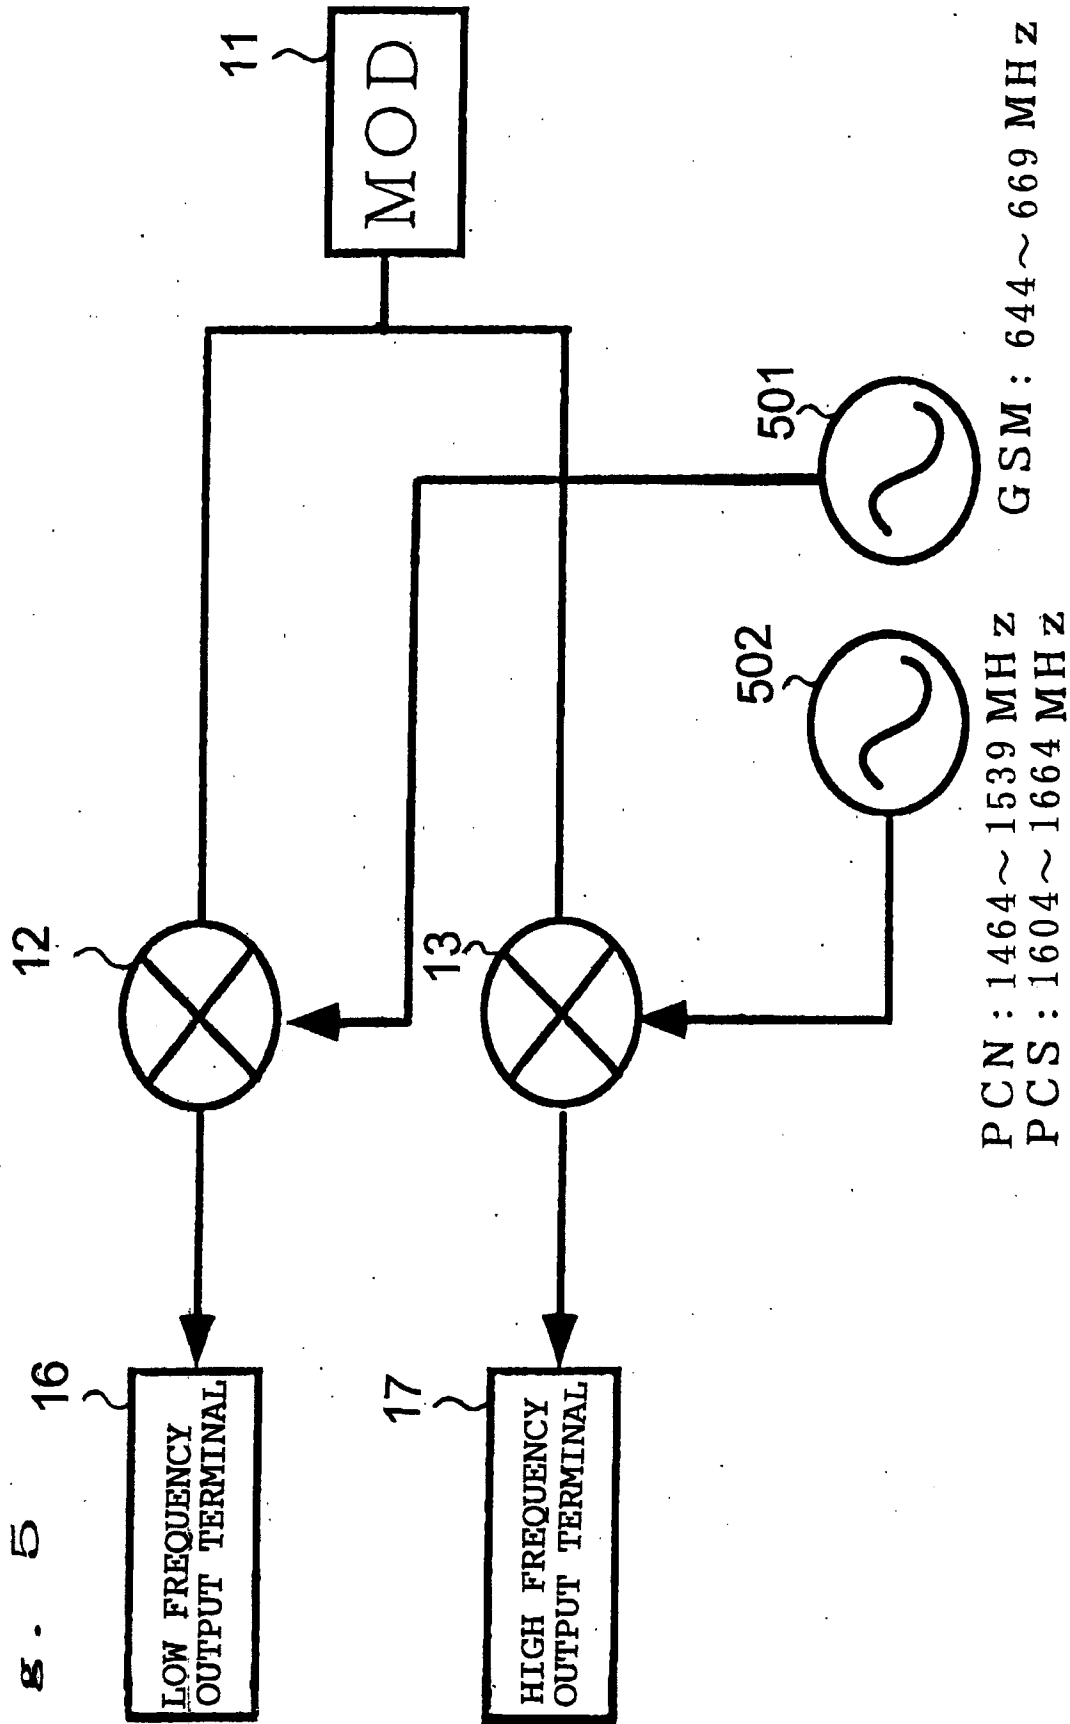 g. 5
16
LOW FREQUENCY
OUTPUT TERMINAL
12
11
MOD
17
HIGH FREQUENCY
OUTPUT TERMINAL
13
502
501
PCN : 1464~1539 MHz
PCS : 1604~1664 MHz
GSM : 644~669 MHz